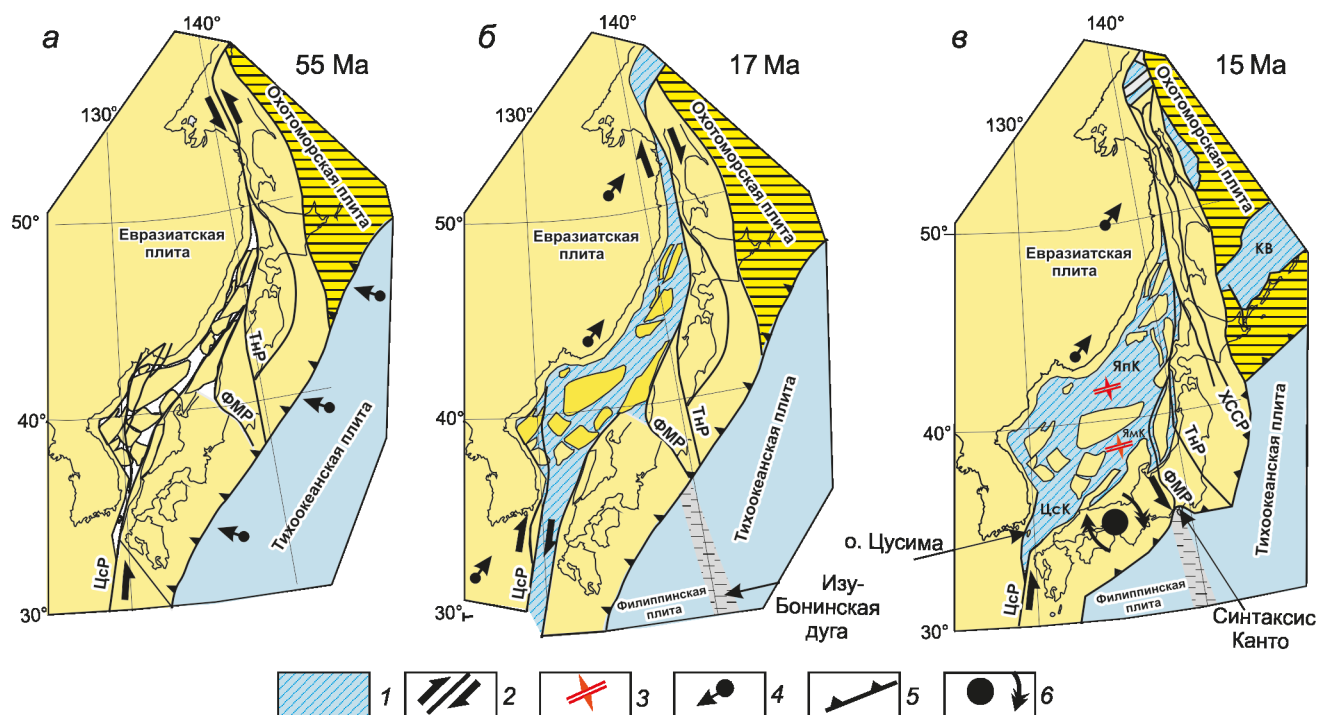 а
140°
55 Ma
130°
Охотоморская плита
50°
Евразиатская
плита
ТнР
40°
ФМР
Тихоокеанская плита
ЦсР
30°
б
140°
17 Ma
130°
Охотоморская плита
50°
Евразиатская
плита
40°
ФМР
ТнР
Тихоокеанская плита
ЦсР
30°
Филиппинская
плита
Изу-
Бонинская
дуга
в
140°
15 Ma
130°
Охотоморская плита
50°
КВ
Евразиатская
плита
ЯпК
ХССР
40°
ЯмК
ТнР
ФМР
Тихоокеанская плита
ЦсК
о. Цусима
ЦсР
Филиппинская
плита
30°
Синтаксис
Канто
1
2
3
4
5
6